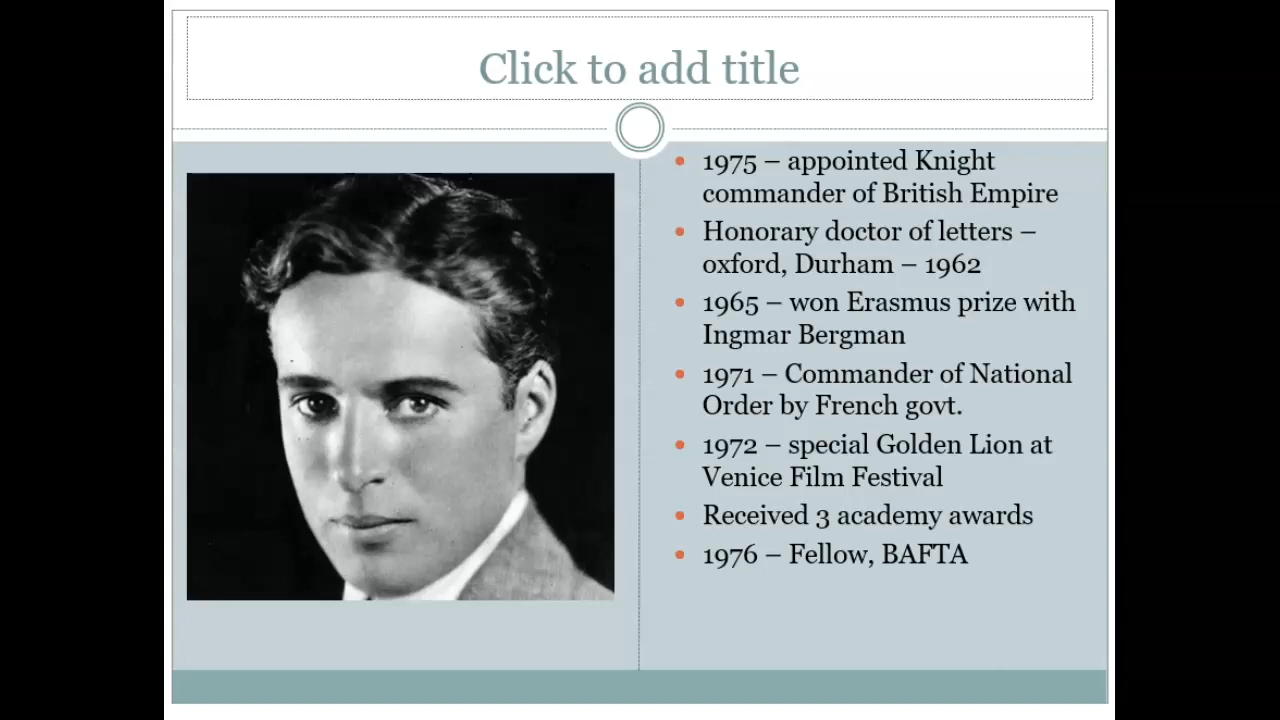 Click to add title
• 1975 – appointed Knight
commander of British Empire
• Honorary doctor of letters –
oxford, Durham – 1962
• 1965 – won Erasmus prize with
Ingmar Bergman
• 1971 – Commander of National
Order by French govt.
• 1972 – special Golden Lion at
Venice Film Festival
• Received 3 academy awards
• 1976 – Fellow, BAFTA